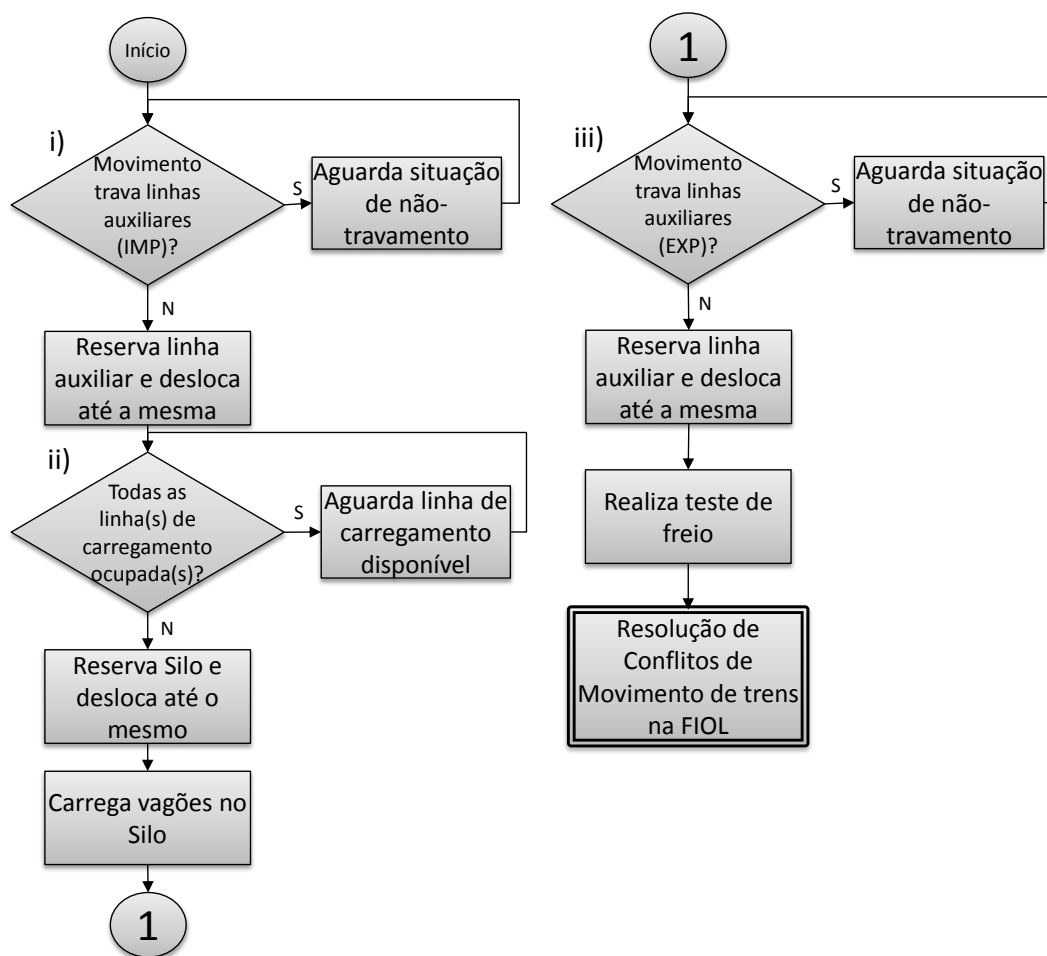 Início
i)
Movimento
trava linhas
auxiliares
(IMP)?
S
Aguarda situação
de não-
travamento
N
Reserva linha
auxiliar e desloca
até a mesma
ii)
Todas as
linha(s) de
carregamento
ocupada(s)?
S
Aguarda linha de
carregamento
disponível
N
Reserva Silo e
desloca até o
mesmo
Carrega vagões no
Silo
1
1
iii)
Movimento
trava linhas
auxiliares
(EXP)?
S
Aguarda situação
de não-
travamento
N
Reserva linha
auxiliar e desloca
até a mesma
Realiza teste de
freio
Resolução de
Conflitos de
Movimento de trens
na FIOL